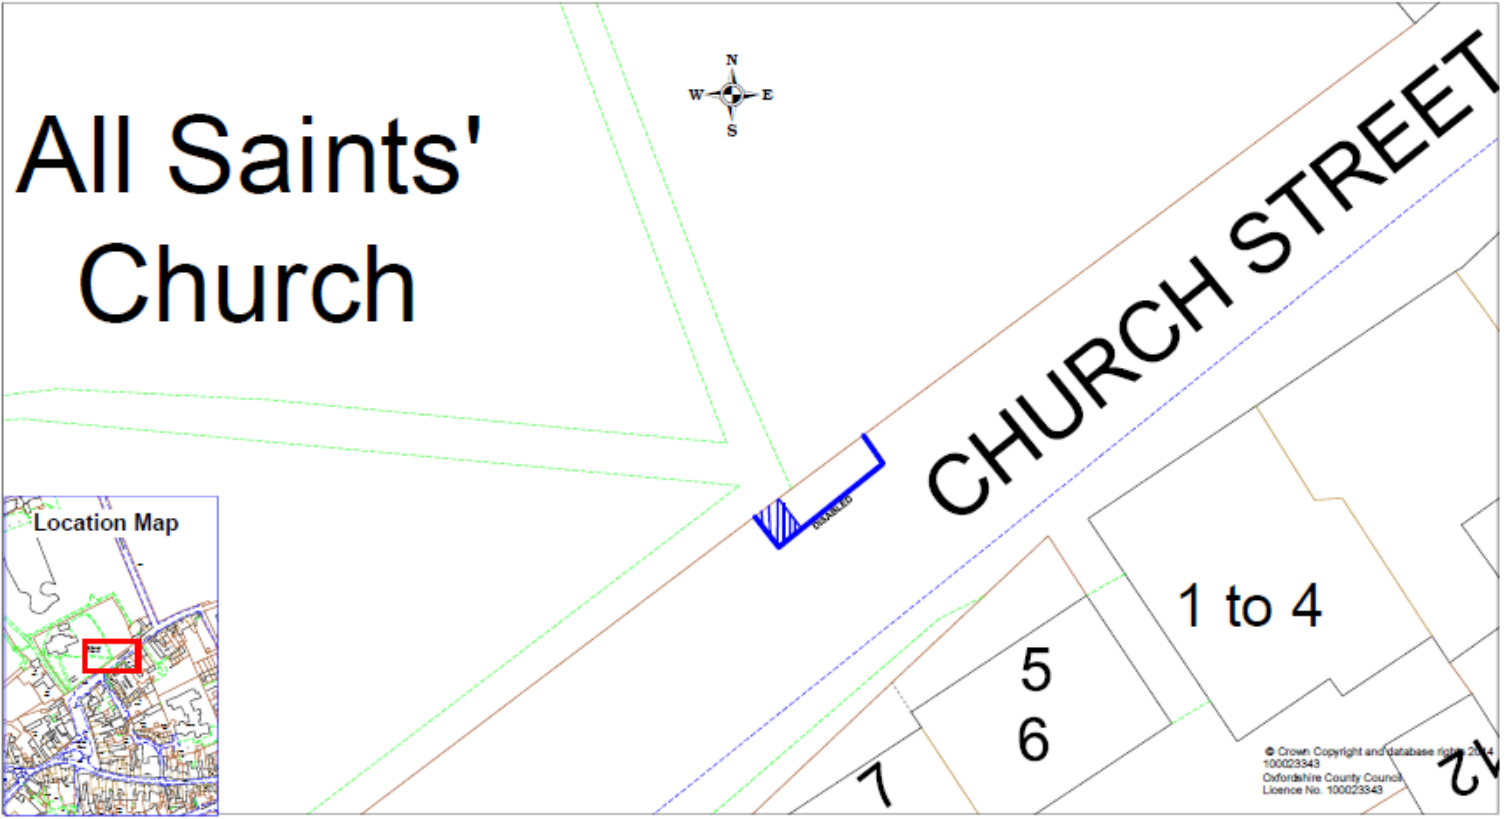 All Saints'
Church
N
W E
S
CHURCH STREET
DISABLED
Location Map
1 to 4
5
6
7
12
© Crown Copyright and database rights 2014
100023343
Oxfordshire County Council
Licence No. 100023343